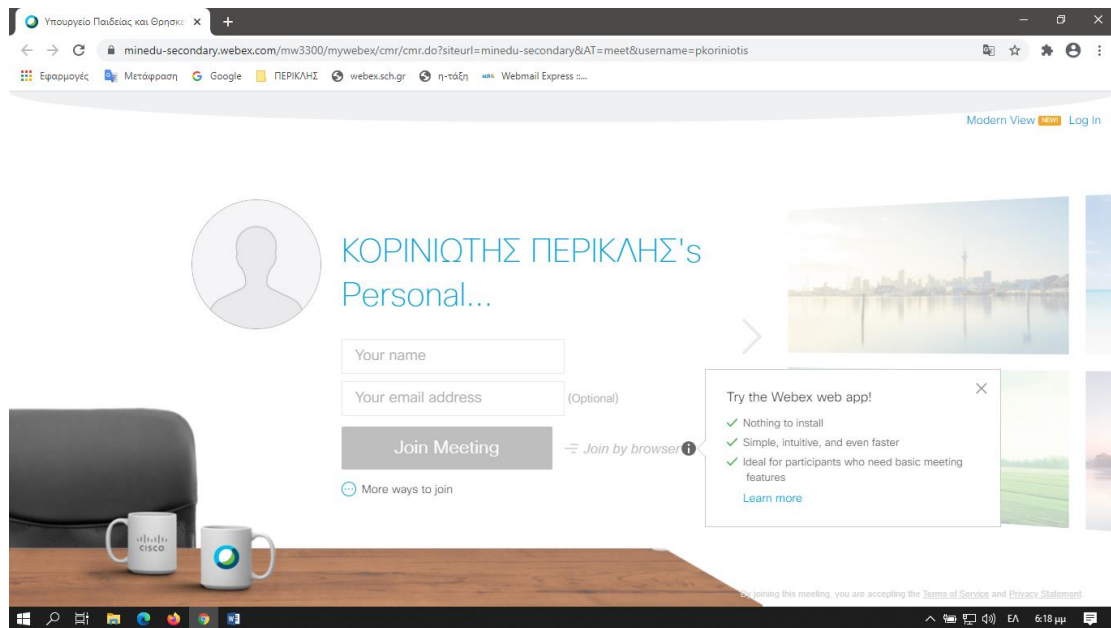 Υπουργείο Παιδείας και Θρησκε
minedu-secondary.webex.com/mw3300/mywebex/cmr/cmr.do?siteurl=minedu-secondary&AT=meet&username=pkoriniotis
Εφαρμογές Μετάφραση Google ΠΕΡΙΚΛΗΣ webex.sch.gr η-τάξη Webmail Express ::...
Modern View NEW! Log In
ΚΟΡΙΝΙΩΤΗΣ ΠΕΡΙΚΛΗΣ's
Personal...
Your name
Your email address (Optional)
Join Meeting Join by browser
More ways to join
Try the Webex web app!
Nothing to install
Simple, intuitive, and even faster
Ideal for participants who need basic meeting
features
Learn more
CISCO
By joining this meeting, you are accepting the Terms of Service and Privacy Statement.
ΕΛ 6:18 μμ